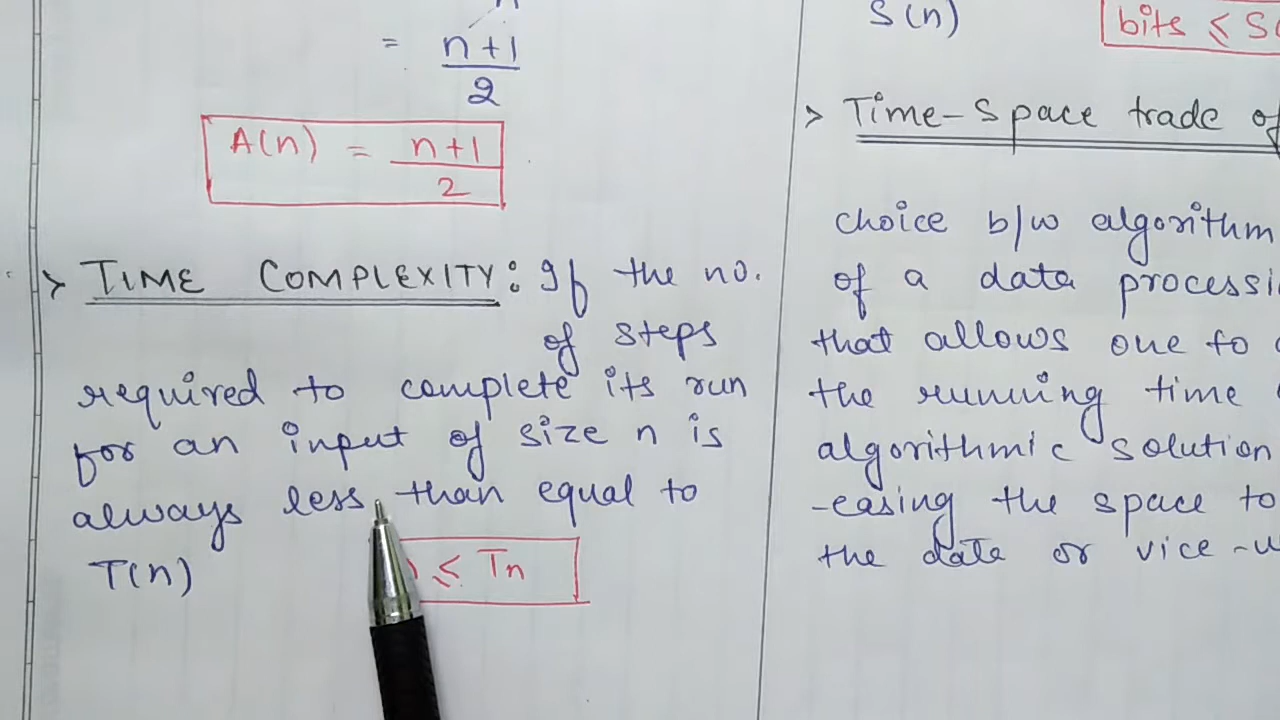 = n+1
2
A(n) = n+1
2
> TIME COMPLEXITY: If the no.
of steps
required to complete its run
for an input of size n is
always less than equal to
T(n)
) ≤ Tn
S(n)
bits ≤ S(
> Time-Space trade of
choice b/w algorithm
of a data processi
that allows one to
the running time
algorithmic solution
-easing the space to
the date or vice-v